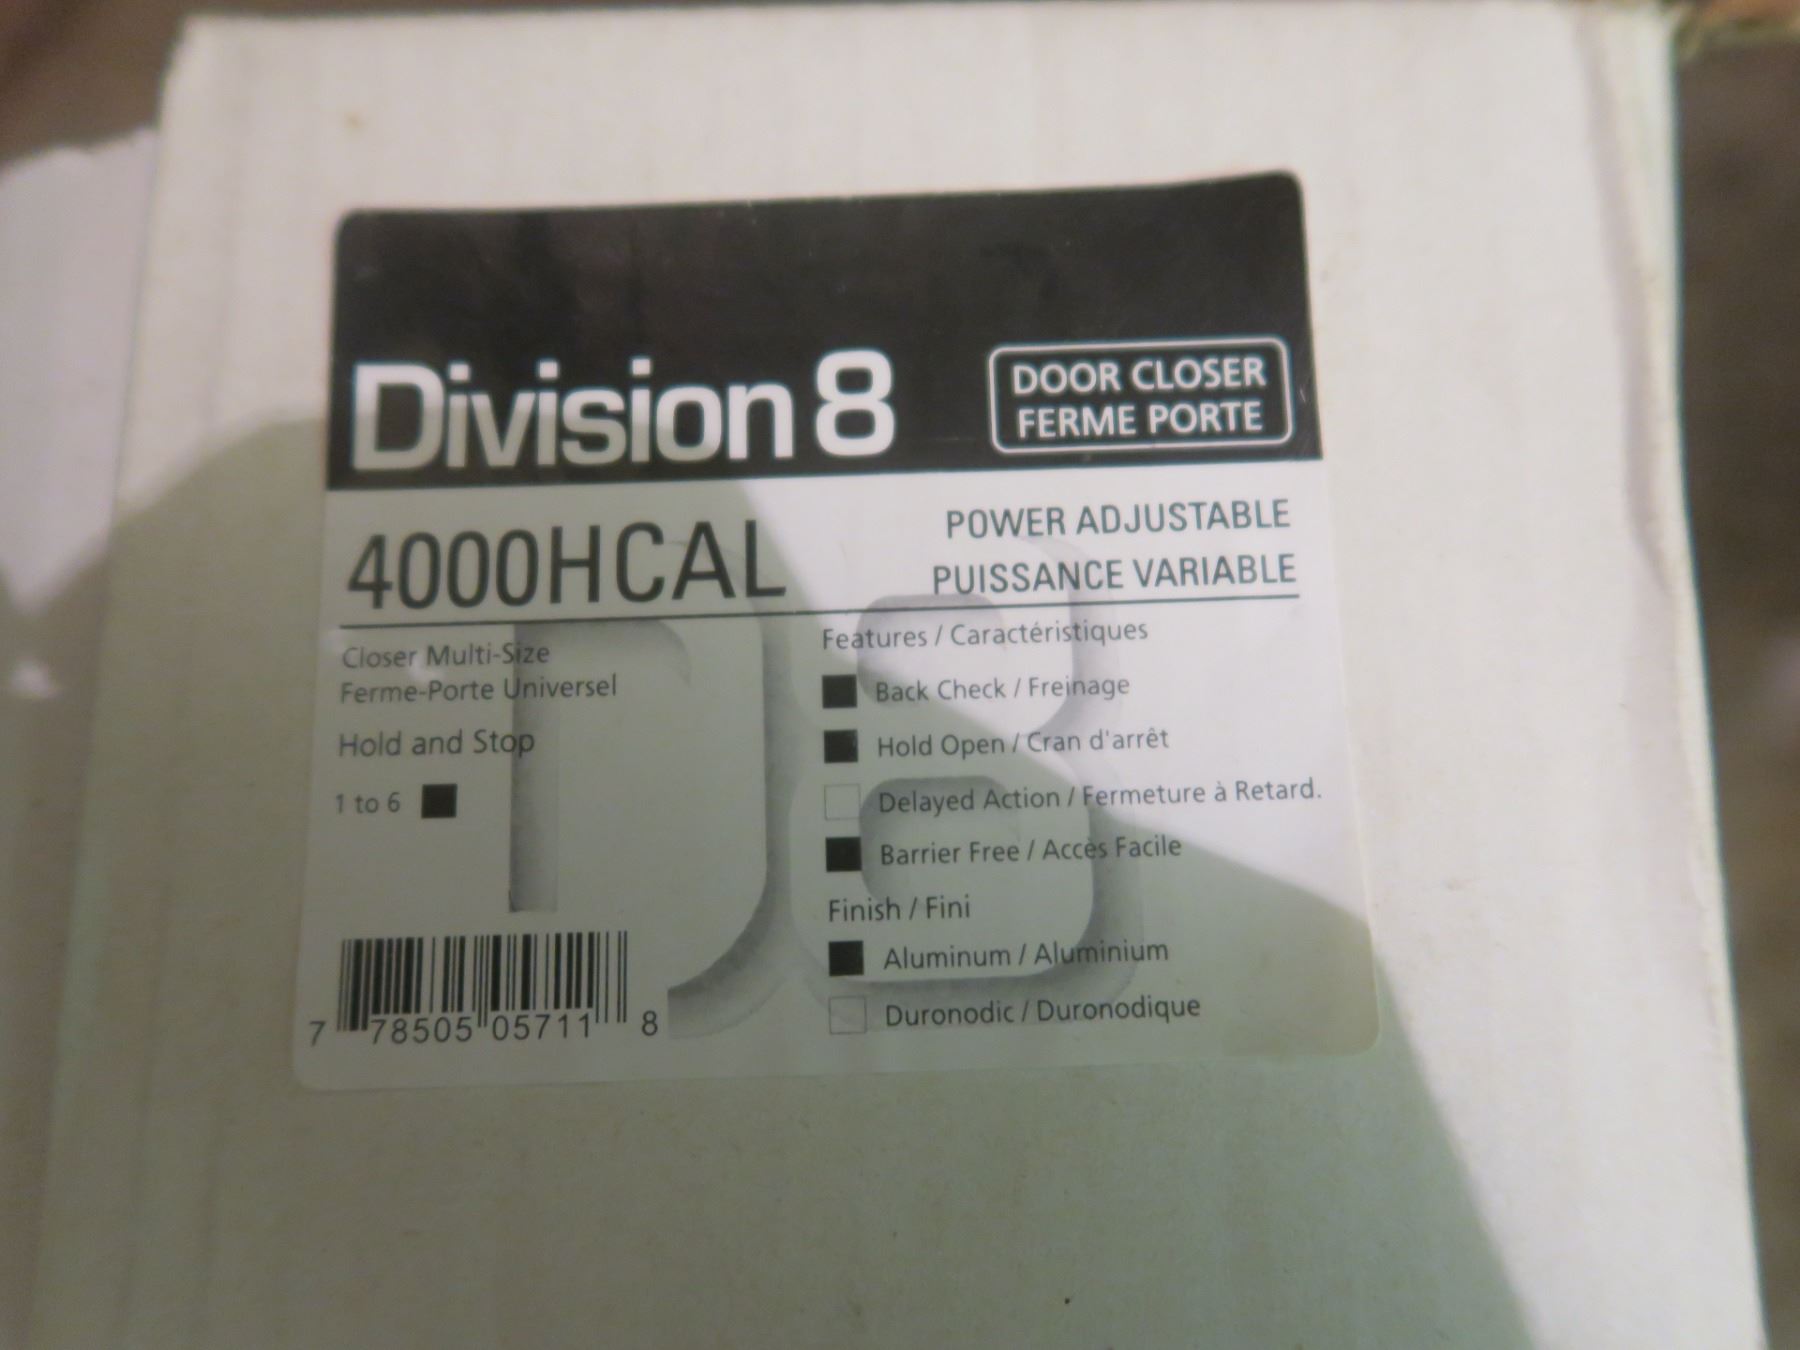 Division 8
DOOR CLOSER
FERME PORTE
4000HCAL
POWER ADJUSTABLE
PUISSANCE VARIABLE
Closer Multi-Size
Ferme-Porte Universel
Hold and Stop
1 to 6
Features / Caractéristiques
Back Check / Freinage
Hold Open / Cran d'arrêt
Delayed Action / Fermeture à Retard.
Barrier Free / Accès Facile
Finish / Fini
Aluminum / Aluminium
Duronodic / Duronodique
7 78505 05711 8
D8